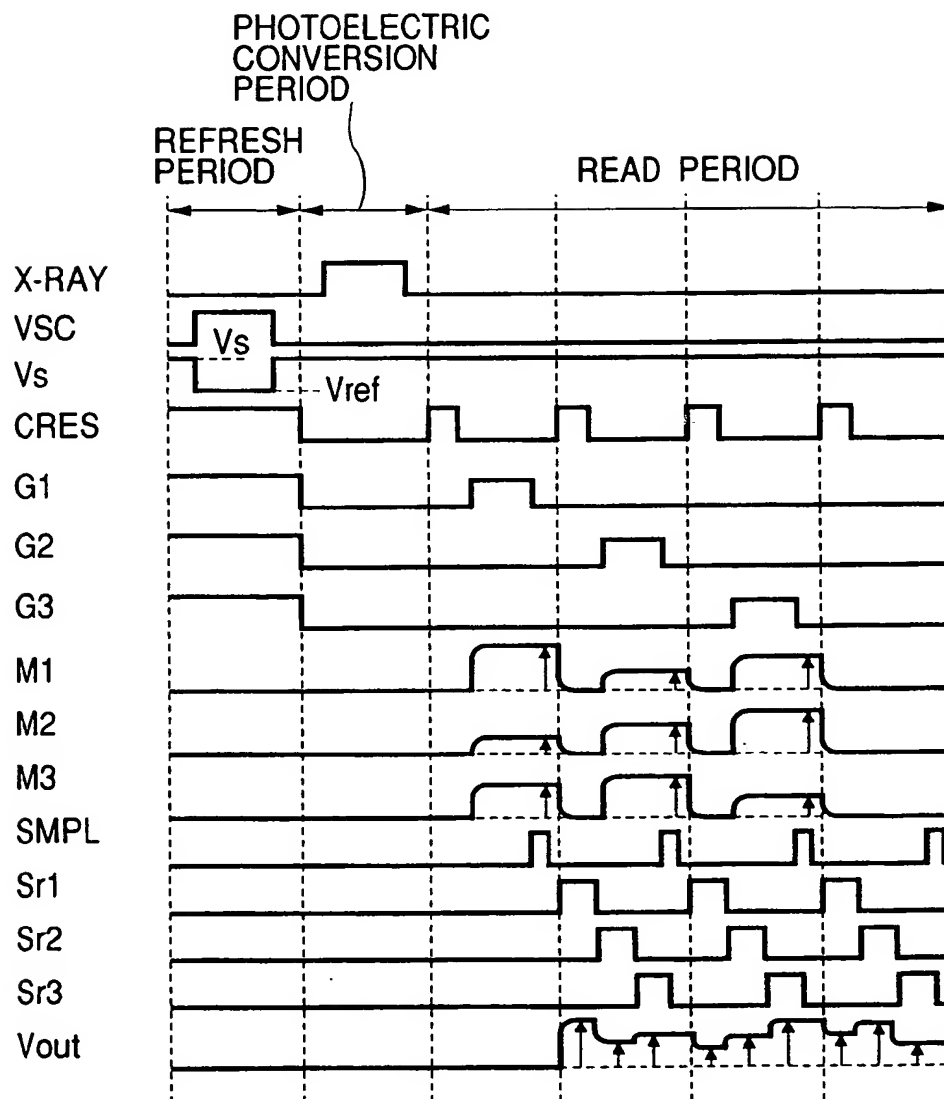 PHOTOELECTRIC
CONVERSION
PERIOD
REFRESH
PERIOD
READ PERIOD
X-RAY
VSC
Vs
Vs
Vref
CRES
G1
G2
G3
M1
M2
M3
SMPL
Sr1
Sr2
Sr3
Vout